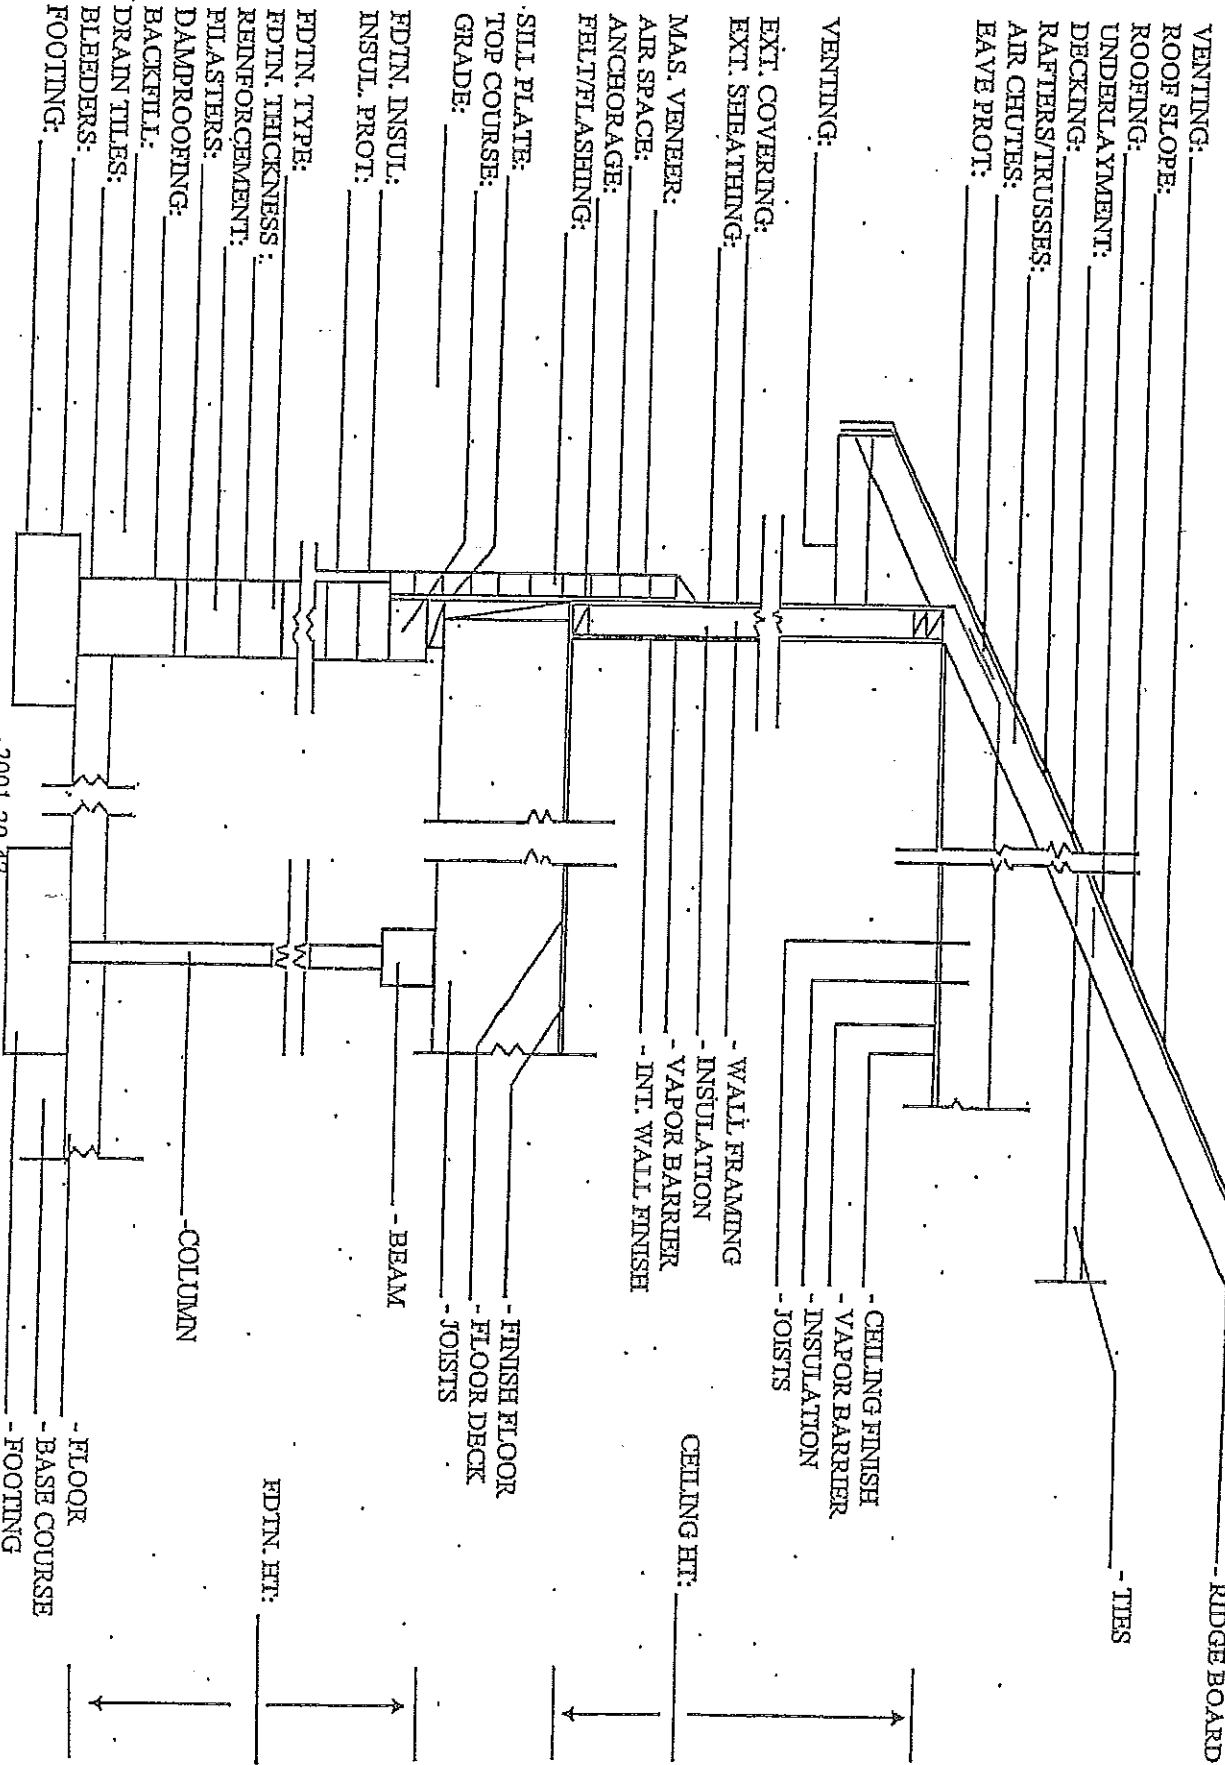 VENTING:
ROOF SLOPE:
ROOFING:
UNDERLAYMENT:
DECKING:
RAFTERS/TRUSSES:
AIR CHUTES:
EAVE PROT:
VENTING:
EXT. COVERING:
EXT. SHEATHING:
MAS. VENEER:
AIR SPACE:
ANCHORAGE:
FELT/FLASHING:
SILL PLATE:
TOP COURSE:
GRADE:
FDTN. INSUL:
INSUL. PROT:
FDTN. TYPE:
FDTN. THICKNESS:
REINFORCEMENT:
PILASTERS:
DAMPROOFING:
BACKFILL:
DRAIN TILES:
BLEEDERS:
FOOTING:
- RIDGE BOARD
- TIES
- CEILING FINISH
- VAPOR BARRIER
- INSULATION
- JOISTS
- WALL FRAMING
- INSULATION
- VAPOR BARRIER
- INT. WALL FINISH
CEILING HT:
- FINISH FLOOR
- FLOOR DECK
- JOISTS
- BEAM
FDTN. HT:
- COLUMN
- FLOOR
- BASE COURSE
- FOOTING